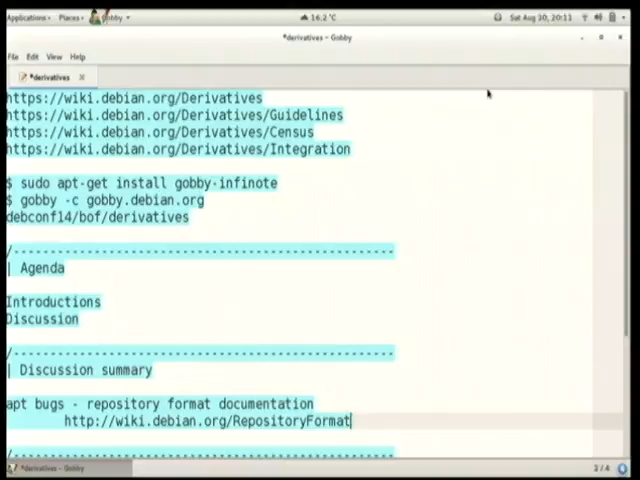 Applications Places Gobby 16.2 °C Sat Aug 30, 20:11
*derivatives - Gobby
File Edit View Help
*derivatives
https://wiki.debian.org/Derivatives
https://wiki.debian.org/Derivatives/Guidelines
https://wiki.debian.org/Derivatives/Census
https://wiki.debian.org/Derivatives/Integration
$ sudo apt-get install gobby-infinote
$ gobby -c gobby.debian.org
debconf14/bof/derivatives
/---------------------------------------------------
| Agenda
Introductions
Discussion
/---------------------------------------------------
| Discussion summary
apt bugs - repository format documentation
http://wiki.debian.org/RepositoryFormat
/---------------------------------------------------
*derivatives - Gobby 2 / 4